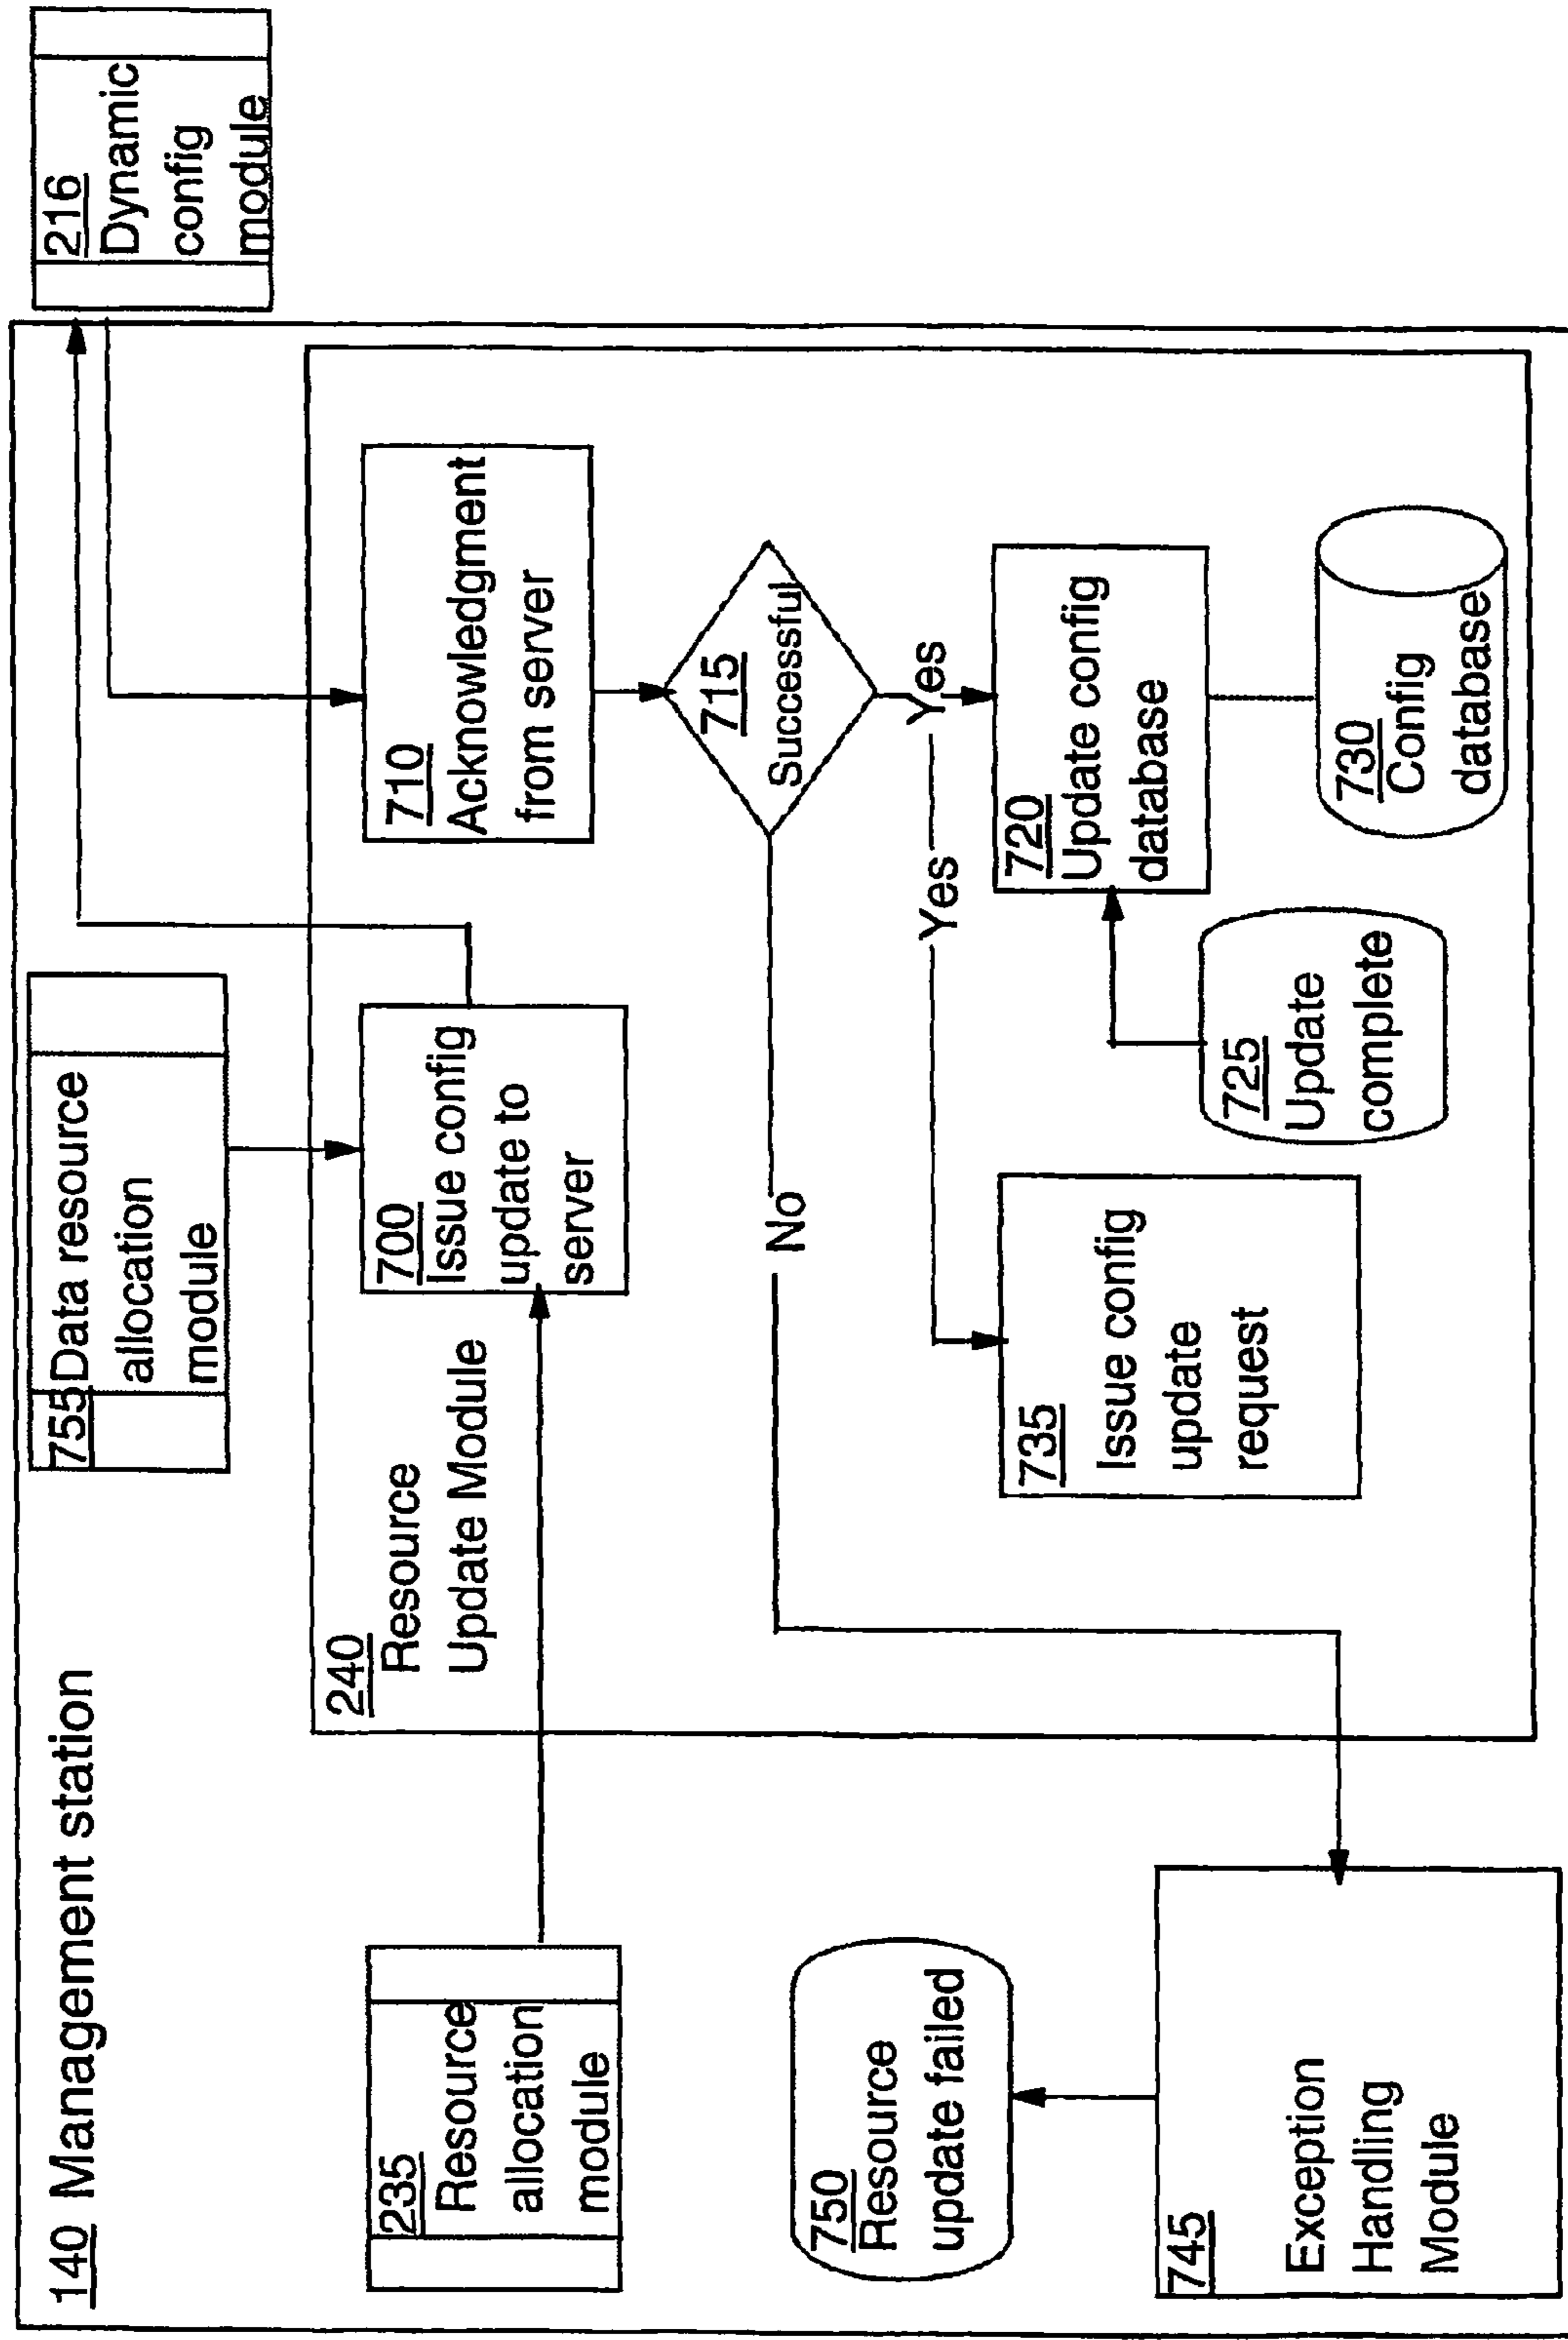 140 Management station
755 Data resource
allocation
module
216
Dynamic
config
module
240
Resource
Update Module
235
Resource
allocation
module
700
Issue config
update to
server
710
Acknowledgment
from server
715
Successful
No
Yes
Yes
720
Update config
database
725
Update
complete
730
Config
database
735
Issue config
update
request
750
Resource
update failed
745
Exception
Handling
Module